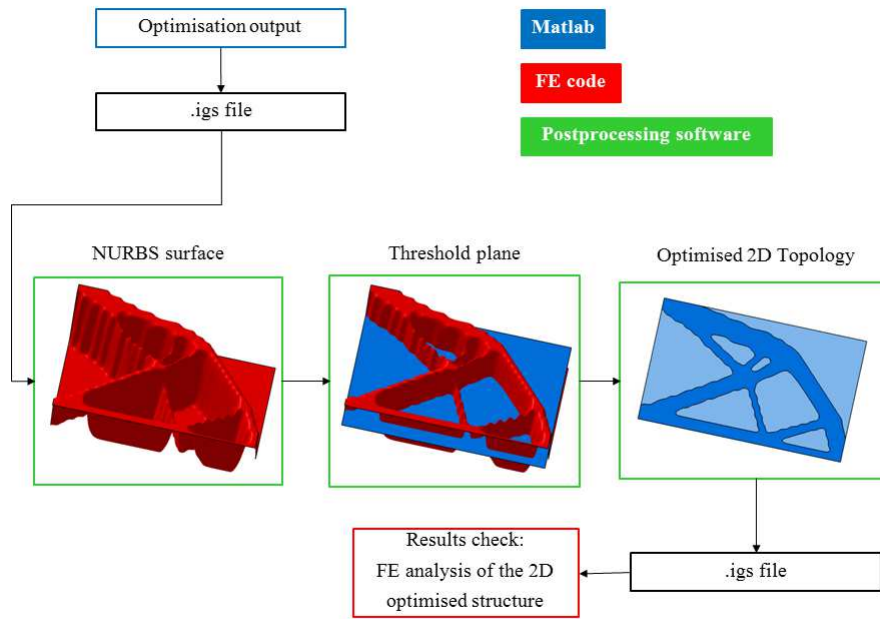 Optimisation output
Matlab
.igs file
FE code
Postprocessing software
NURBS surface
Threshold plane
Optimised 2D Topology
Results check:
FE analysis of the 2D
optimised structure
.igs file